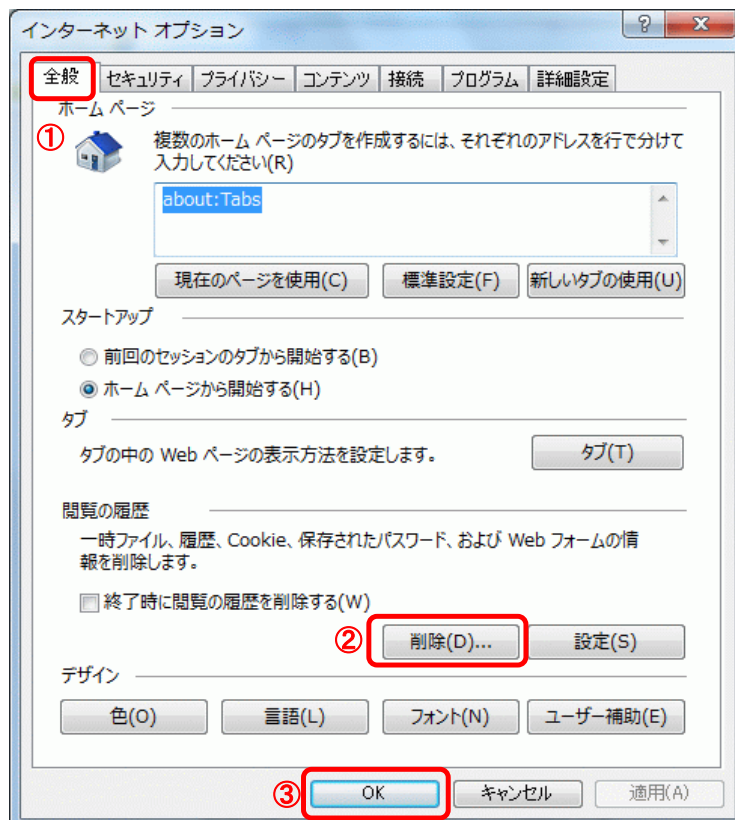 インターネット オプション
全般 セキュリティ プライバシー コンテンツ 接続 プログラム 詳細設定
ホーム ページ
①
複数のホーム ページのタブを作成するには、それぞれのアドレスを行で分けて
入力してください(R)
about:Tabs
現在のページを使用(C) 標準設定(F) 新しいタブの使用(U)
スタートアップ
前回のセッションのタブから開始する(B)
ホーム ページから開始する(H)
タブ
タブの中の Web ページの表示方法を設定します。 タブ(T)
閲覧の履歴
一時ファイル、履歴、Cookie、保存されたパスワード、および Web フォームの情
報を削除します。
終了時に閲覧の履歴を削除する(W)
② 削除(D)... 設定(S)
デザイン
色(O) 言語(L) フォント(N) ユーザー補助(E)
③ OK キャンセル 適用(A)